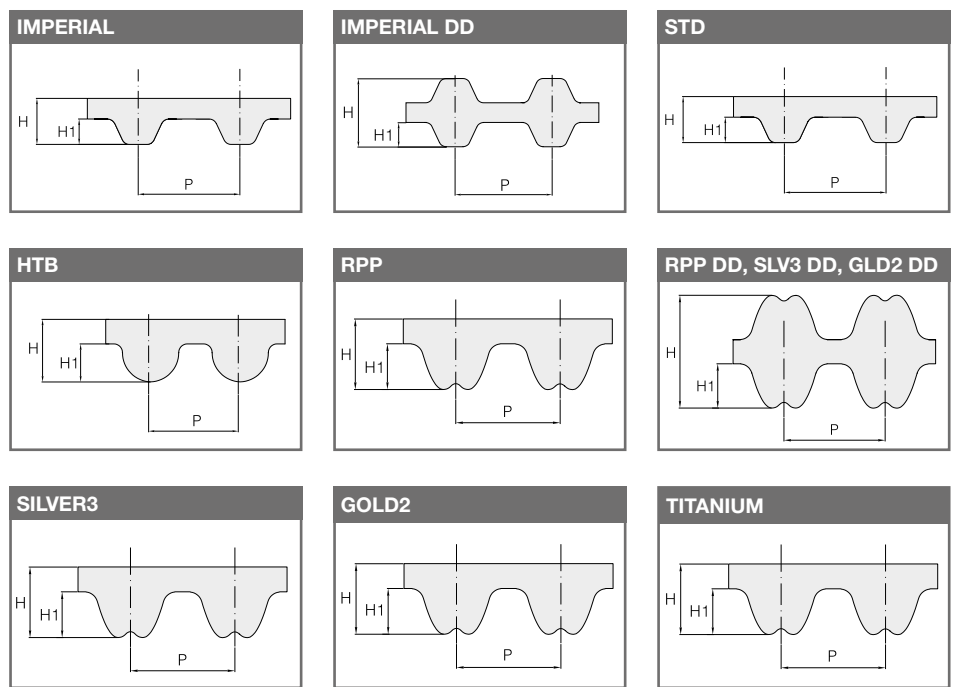 IMPERIAL
H
H1
P
IMPERIAL DD
H
H1
P
STD
H
H1
P
HTB
H
H1
P
RPP
H
H1
P
RPP DD, SLV3 DD, GLD2 DD
H
H1
P
SILVER3
H
H1
P
GOLD2
H
H1
P
TITANIUM
H
H1
P